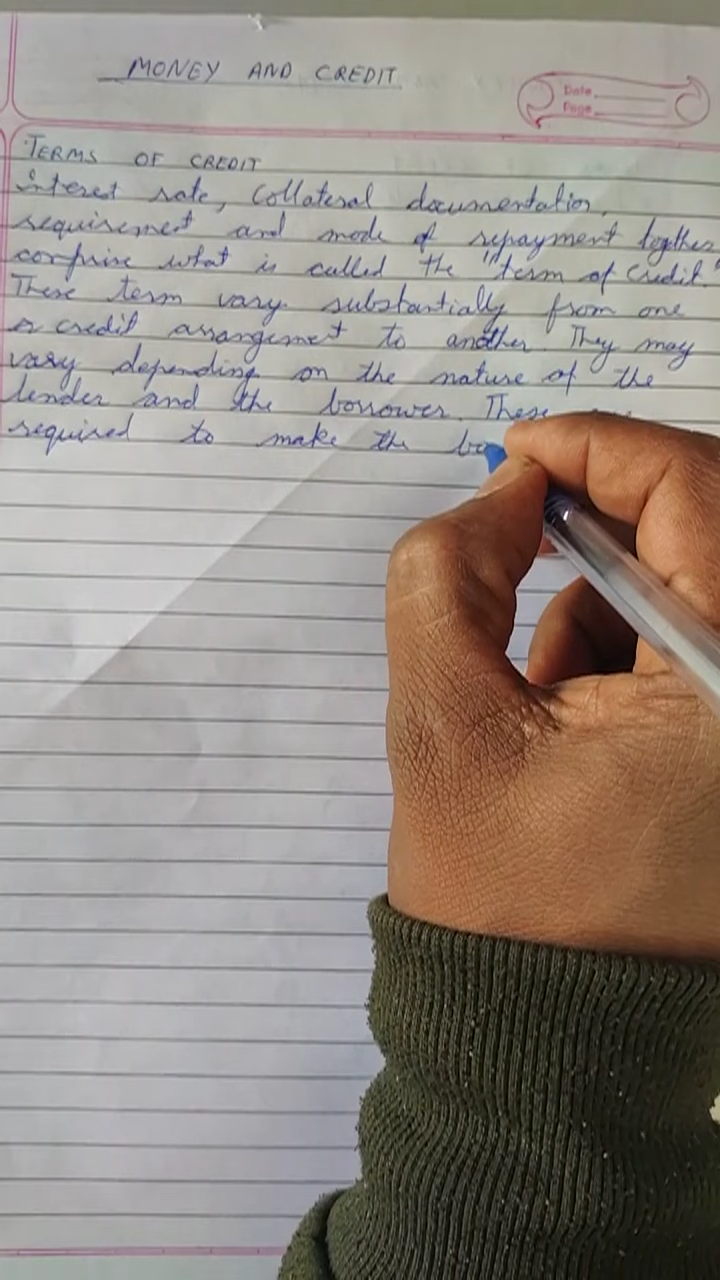 MONEY AND CREDIT
Date
Page
TERMS OF CREDIT
Interest rate, Collateral documentation,
requirement and mode of repayment together
comprise what is called the "term of Credit."
These term vary substantially from one
credit arrangement to another. They may
vary depending on the nature of the
lender and the borrower. These
required to make the